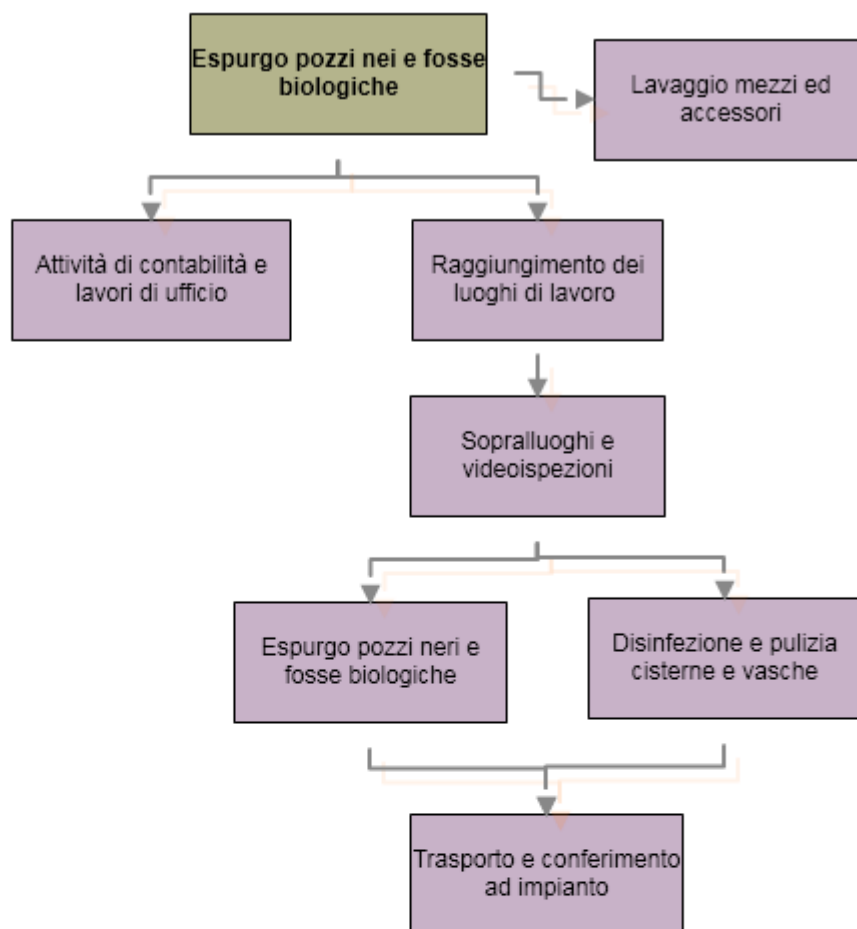 Espurgo pozzi nei e fosse
biologiche
Lavaggio mezzi ed
accessori
Attività di contabilità e
lavori di ufficio
Raggiungimento dei
luoghi di lavoro
Sopralluoghi e
videoispezioni
Espurgo pozzi neri e
fosse biologiche
Disinfezione e pulizia
cisterne e vasche
Trasporto e conferimento
ad impianto